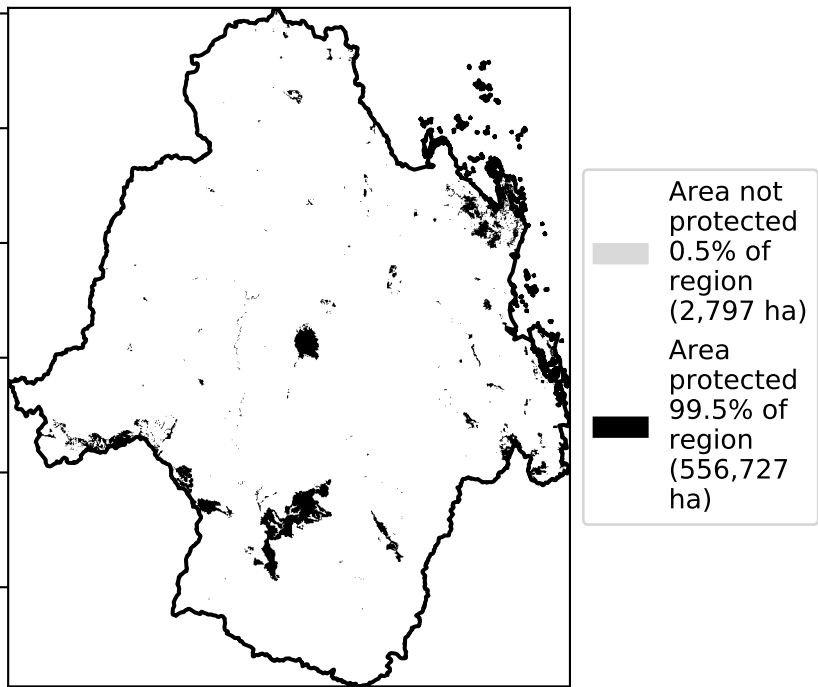 Area not
protected
0.5% of
region
(2,797 ha)
Area
protected
99.5% of
region
(556,727
ha)